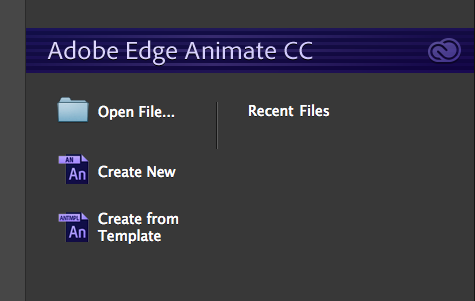 Adobe Edge Animate CC
Open File...
Recent Files
AN
An
Create New
ANTMPL
An
Create from
Template